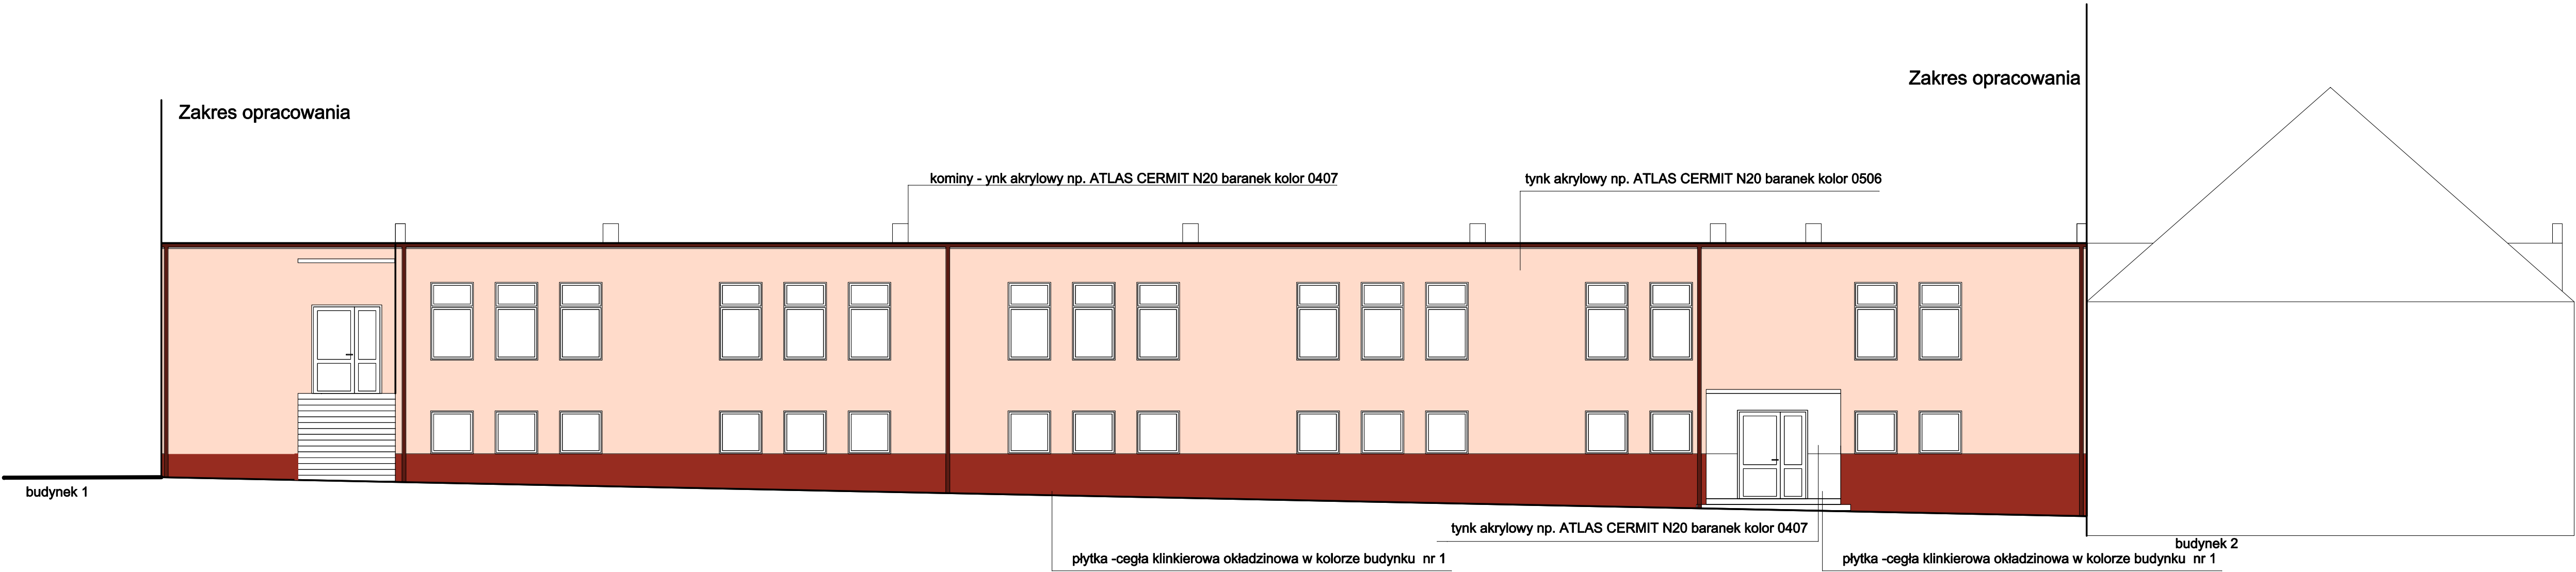 Zakres opracowania
Zakres opracowania
kominy - ynk akrylowy np. ATLAS CERMIT N20 baranek kolor 0407
tynk akrylowy np. ATLAS CERMIT N20 baranek kolor 0506
budynek 1
tynk akrylowy np. ATLAS CERMIT N20 baranek kolor 0407
budynek 2
płytka -cegła klinkierowa okładzinowa w kolorze budynku nr 1
płytka -cegła klinkierowa okładzinowa w kolorze budynku nr 1